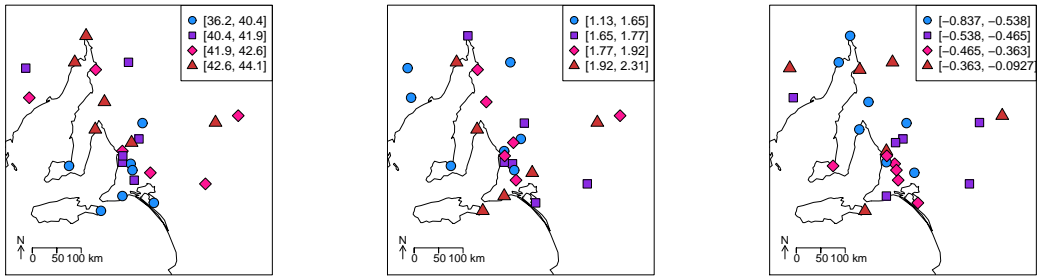 [36.2, 40.4]
[40.4, 41.9]
[41.9, 42.6]
[42.6, 44.1]
N
0 50 100 km
[1.13, 1.65]
[1.65, 1.77]
[1.77, 1.92]
[1.92, 2.31]
N
0 50 100 km
[−0.837, −0.538]
[−0.538, −0.465]
[−0.465, −0.363]
[−0.363, −0.0927]
N
0 50 100 km